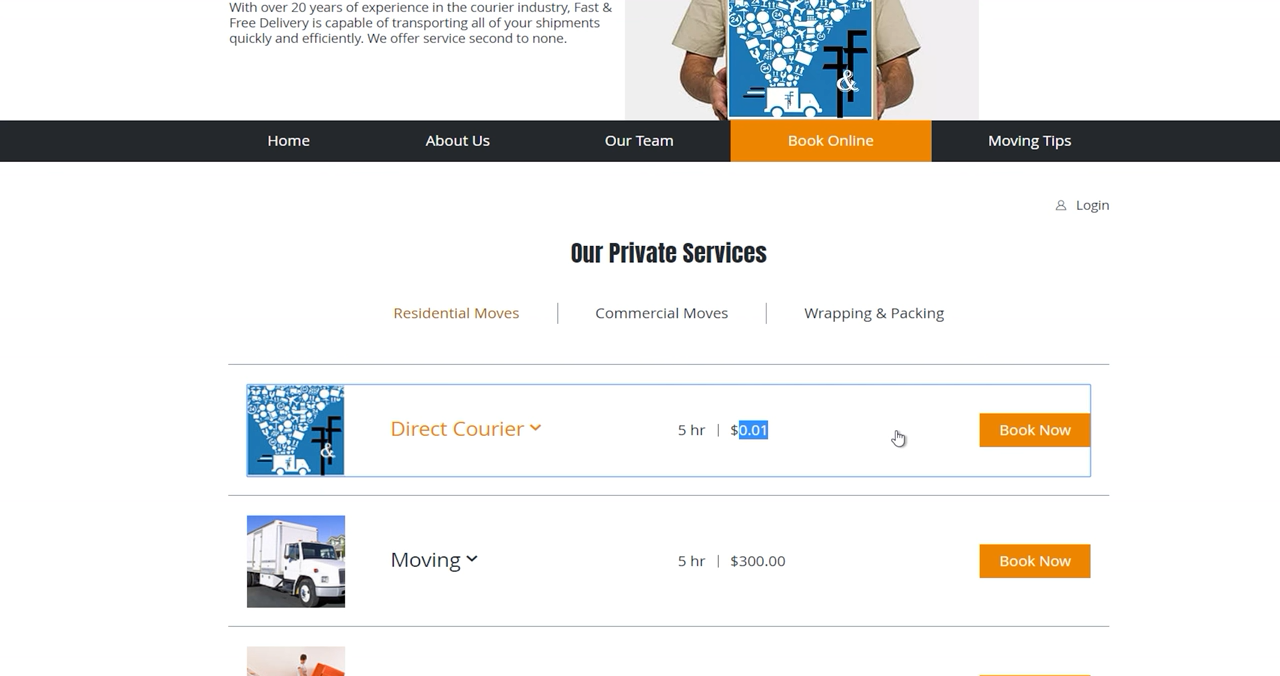 With over 20 years of experience in the courier industry, Fast &
Free Delivery is capable of transporting all of your shipments
quickly and efficiently. We offer service second to none.
&
Home About Us Our Team Book Online Moving Tips
Login
Our Private Services
Residential Moves | Commercial Moves | Wrapping & Packing
&
Direct Courier 5 hr | $0.01 Book Now
Moving 5 hr | $300.00 Book Now